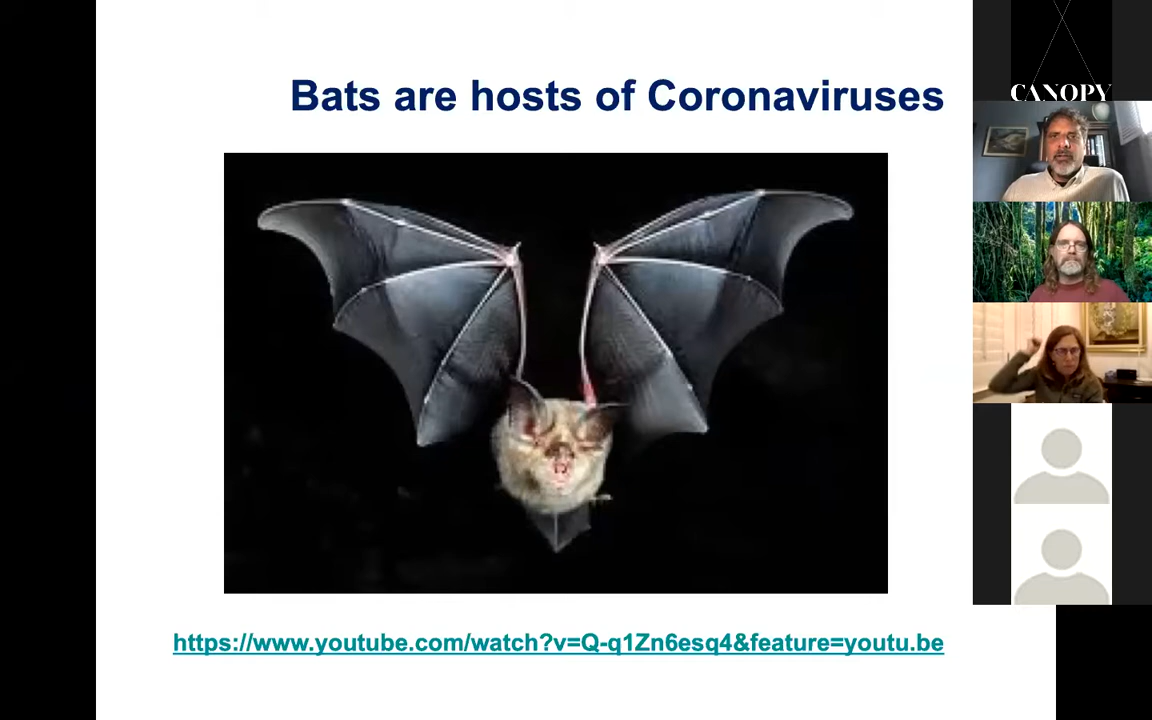 Bats are hosts of Coronaviruses
CANOPY
https://www.youtube.com/watch?v=Q-q1Zn6esq4&feature=youtu.be